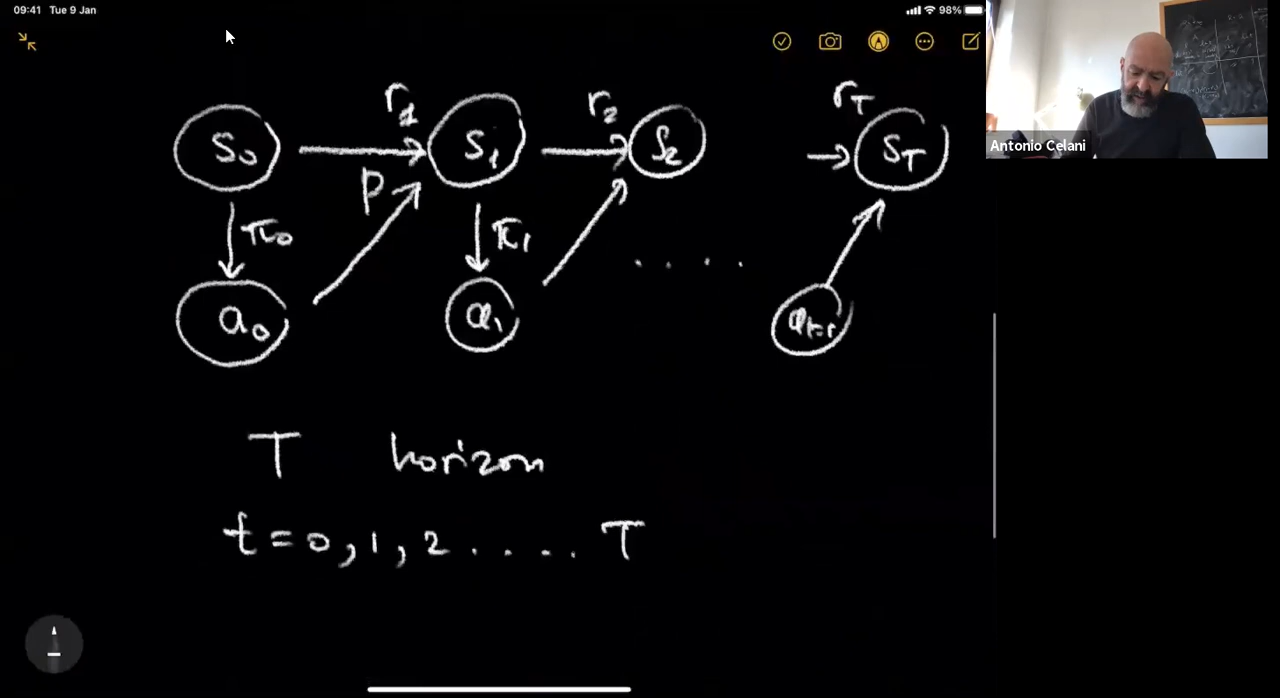 09:41 Tue 9 Jan 98%
r1 r2 rT
S0 S1 S2 ST
P
π0 π1
. . . .
a0 a1 aT-1
T horizon
t = 0, 1, 2 . . . . . T
Antonio Celani